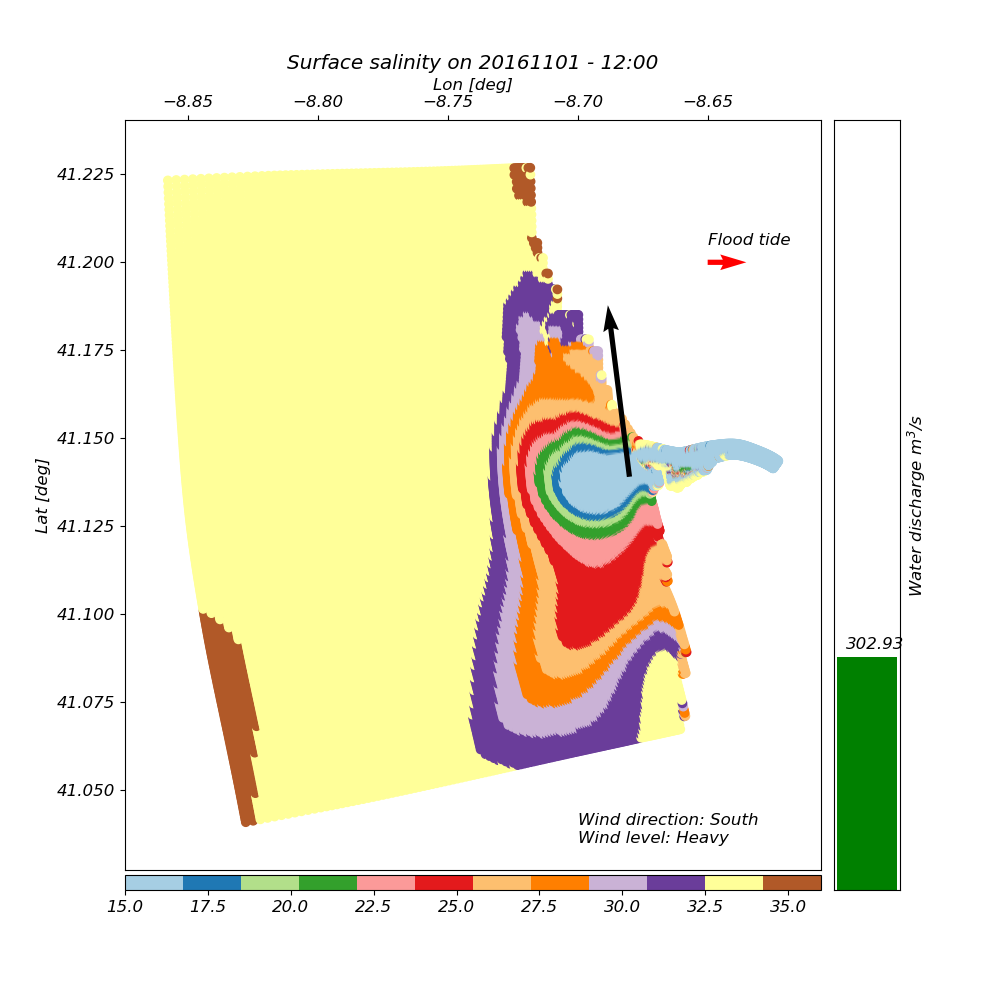 Surface salinity on 20161101 - 12:00
Lon [deg]
−8.85 −8.80 −8.75 −8.70 −8.65
41.225
41.200
41.175
41.150
41.125
41.100
41.075
41.050
Lat [deg]
Flood tide
Wind direction: South
Wind level: Heavy
302.93
Water discharge m³/s
15.0 17.5 20.0 22.5 25.0 27.5 30.0 32.5 35.0